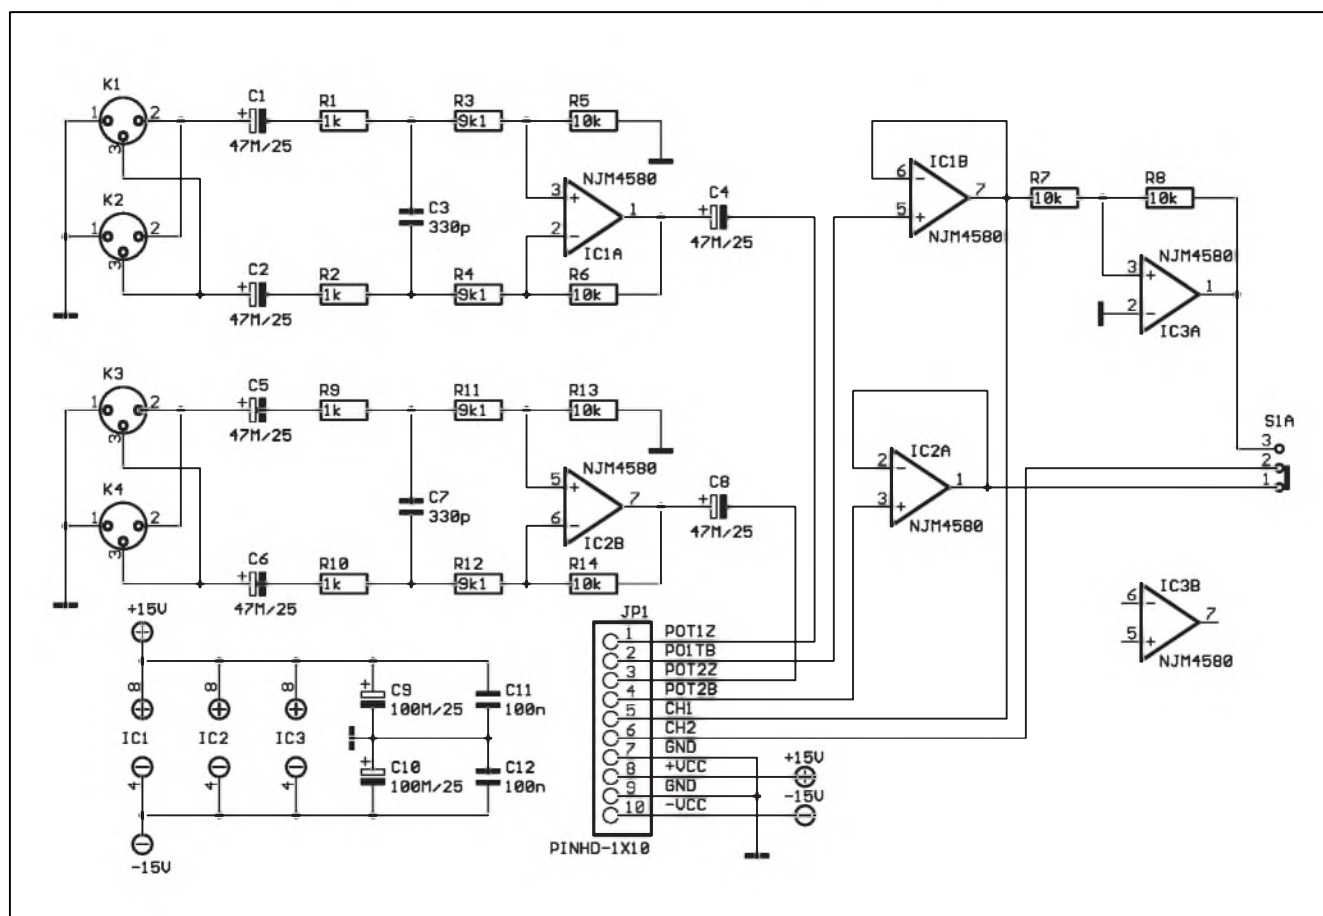 K1
1
2
3
C1
+
47M/25
R1
1k
R3
9k1
R5
10k
K2
1
2
3
C3
330p
NJM4580
3
+
2
−
1
IC1A
C4
+
47M/25
C2
+
47M/25
R2
1k
R4
9k1
R6
10k
IC1B
6
−
5
+
7
NJM4580
R7
10k
R8
10k
NJM4580
3
+
2
−
1
IC3A
K3
1
2
3
C5
+
47M/25
R9
1k
R11
9k1
R13
10k
K4
1
2
3
C7
330p
NJM4580
5
+
6
−
7
IC2B
C8
+
47M/25
C6
+
47M/25
R10
1k
R12
9k1
R14
10k
IC2A
2
−
3
+
1
NJM4580
S1A
3
2
1
IC3B
6
−
5
+
7
NJM4580
+15V
8
8
8
IC1
IC2
IC3
4
4
4
-15V
+
C9
100M/25
C11
100n
+
C10
100M/25
C12
100n
JP1
1 POT1Z
2 PO1TB
3 POT2Z
4 POT2B
5 CH1
6 CH2
7 GND
8 +VCC
9 GND
10 -VCC
PINHD-1X10
+15V
-15V